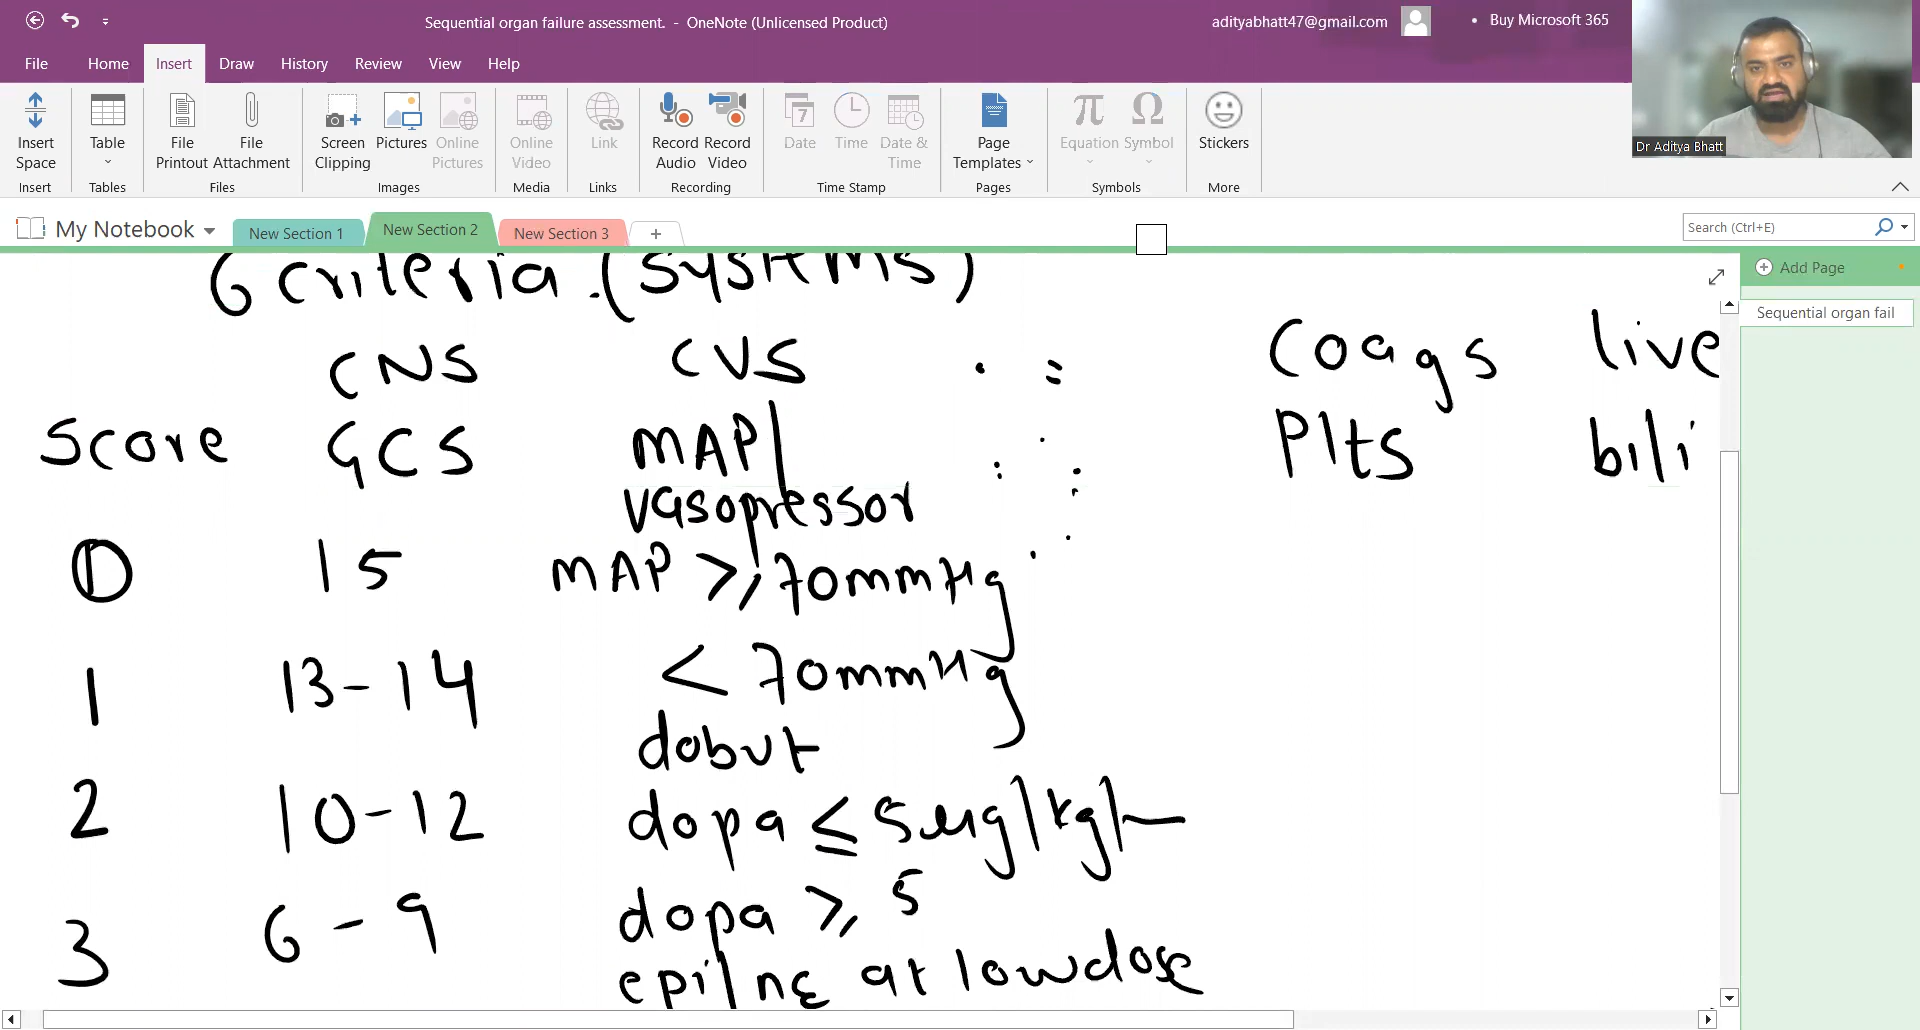 Sequential organ failure assessment. - OneNote (Unlicensed Product)
adityabhatt47@gmail.com
Buy Microsoft 365
File Home Insert Draw History Review View Help
Insert Space
Table
File Printout
File Attachment
Screen Clipping
Pictures
Online Pictures
Online Video
Link
Record Audio
Record Video
Date
Time
Date & Time
Page Templates
Equation
Symbol
Stickers
Insert Tables Files Images Media Links Recording Time Stamp Pages Symbols More
Dr Aditya Bhatt
My Notebook
New Section 1
New Section 2
New Section 3
+
Search (Ctrl+E)
Add Page
Sequential organ fail
6 criteria. (systems)
CNS CVS Coags live
Score GCS MAP/ Plts bili
vasopressor
0 15 MAP ≥ 70mmHg
1 13-14 < 70mmHg
dobut
2 10-12 dopa ≤ 5 µg/kg/
3 6-9 dopa ≥ 5
epi/NE at low dose